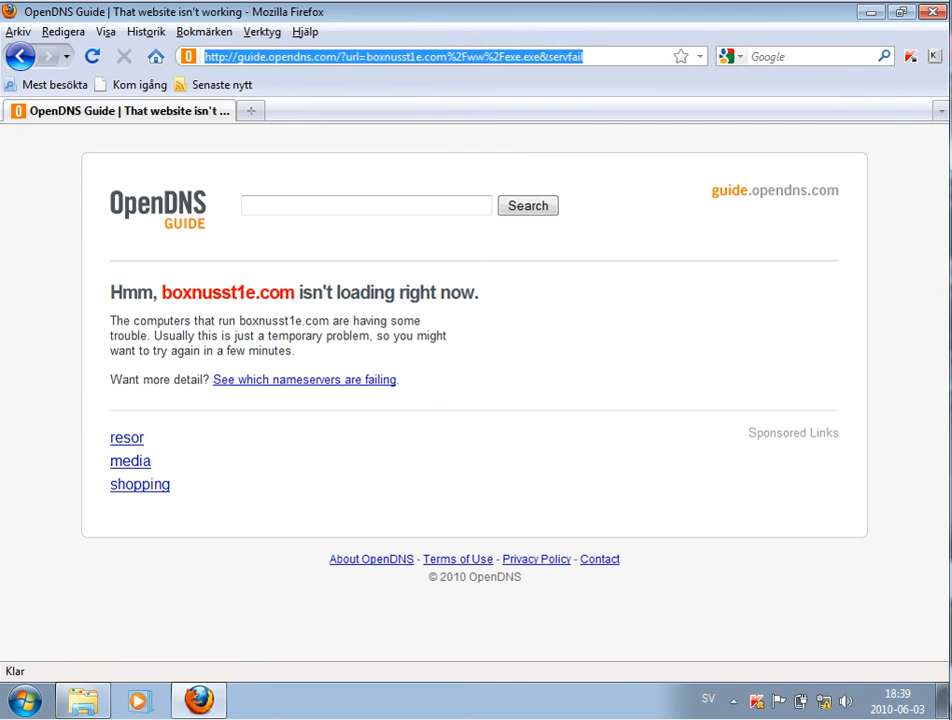 OpenDNS Guide | That website isn't working - Mozilla Firefox
Arkiv Redigera Visa Historik Bokmärken Verktyg Hjälp
http://guide.opendns.com/?url=boxnusst1e.com%2Fww%2Fexe.exe&servfail
Google
Mest besökta Kom igång Senaste nytt
OpenDNS Guide | That website isn't ...
OpenDNS
GUIDE
Search
guide.opendns.com
Hmm, boxnusst1e.com isn't loading right now.
The computers that run boxnusst1e.com are having some
trouble. Usually this is just a temporary problem, so you might
want to try again in a few minutes.
Want more detail? See which nameservers are failing.
resor
media
shopping
Sponsored Links
About OpenDNS - Terms of Use - Privacy Policy - Contact
© 2010 OpenDNS
Klar
SV
18:39
2010-06-03